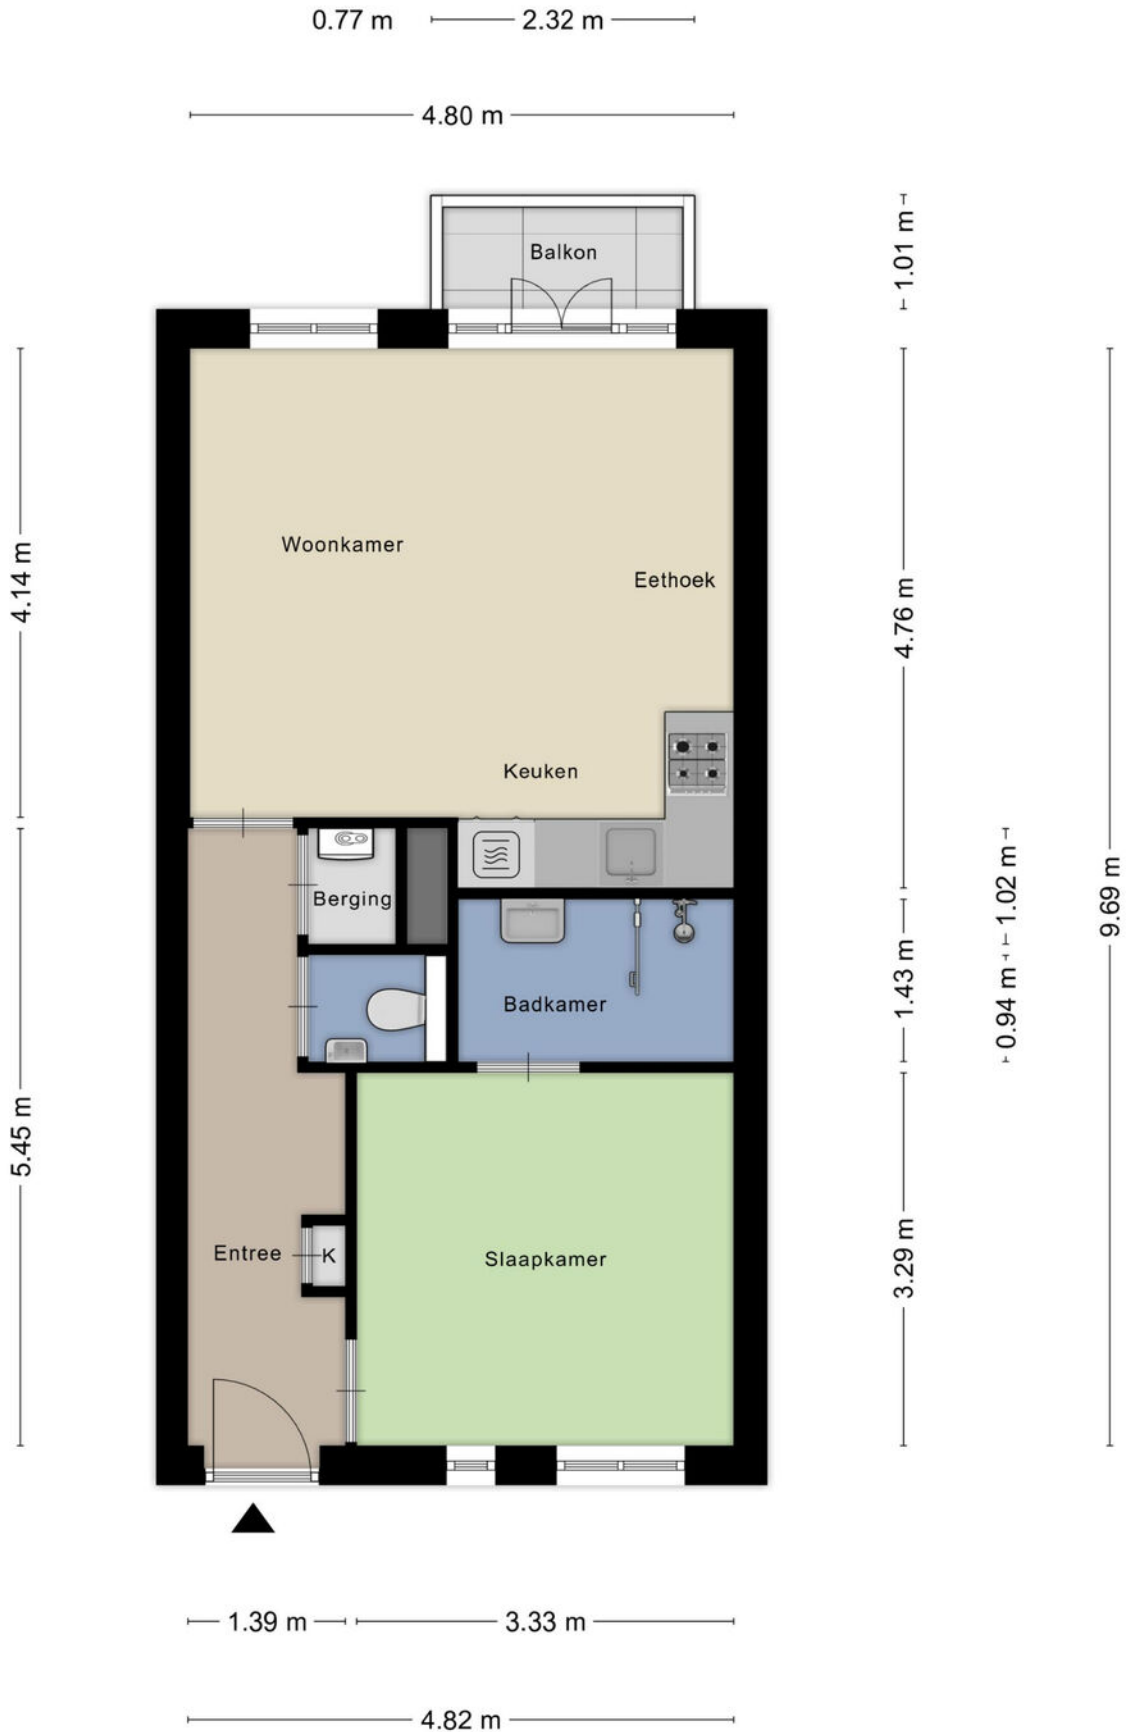 0.77 m
2.32 m
4.80 m
1.01 m
Balkon
Woonkamer
Eethoek
4.14 m
4.76 m
Keuken
Berging
1.02 m
9.69 m
1.43 m
0.94 m
Badkamer
5.45 m
3.29 m
Entree
K
Slaapkamer
1.39 m
3.33 m
4.82 m